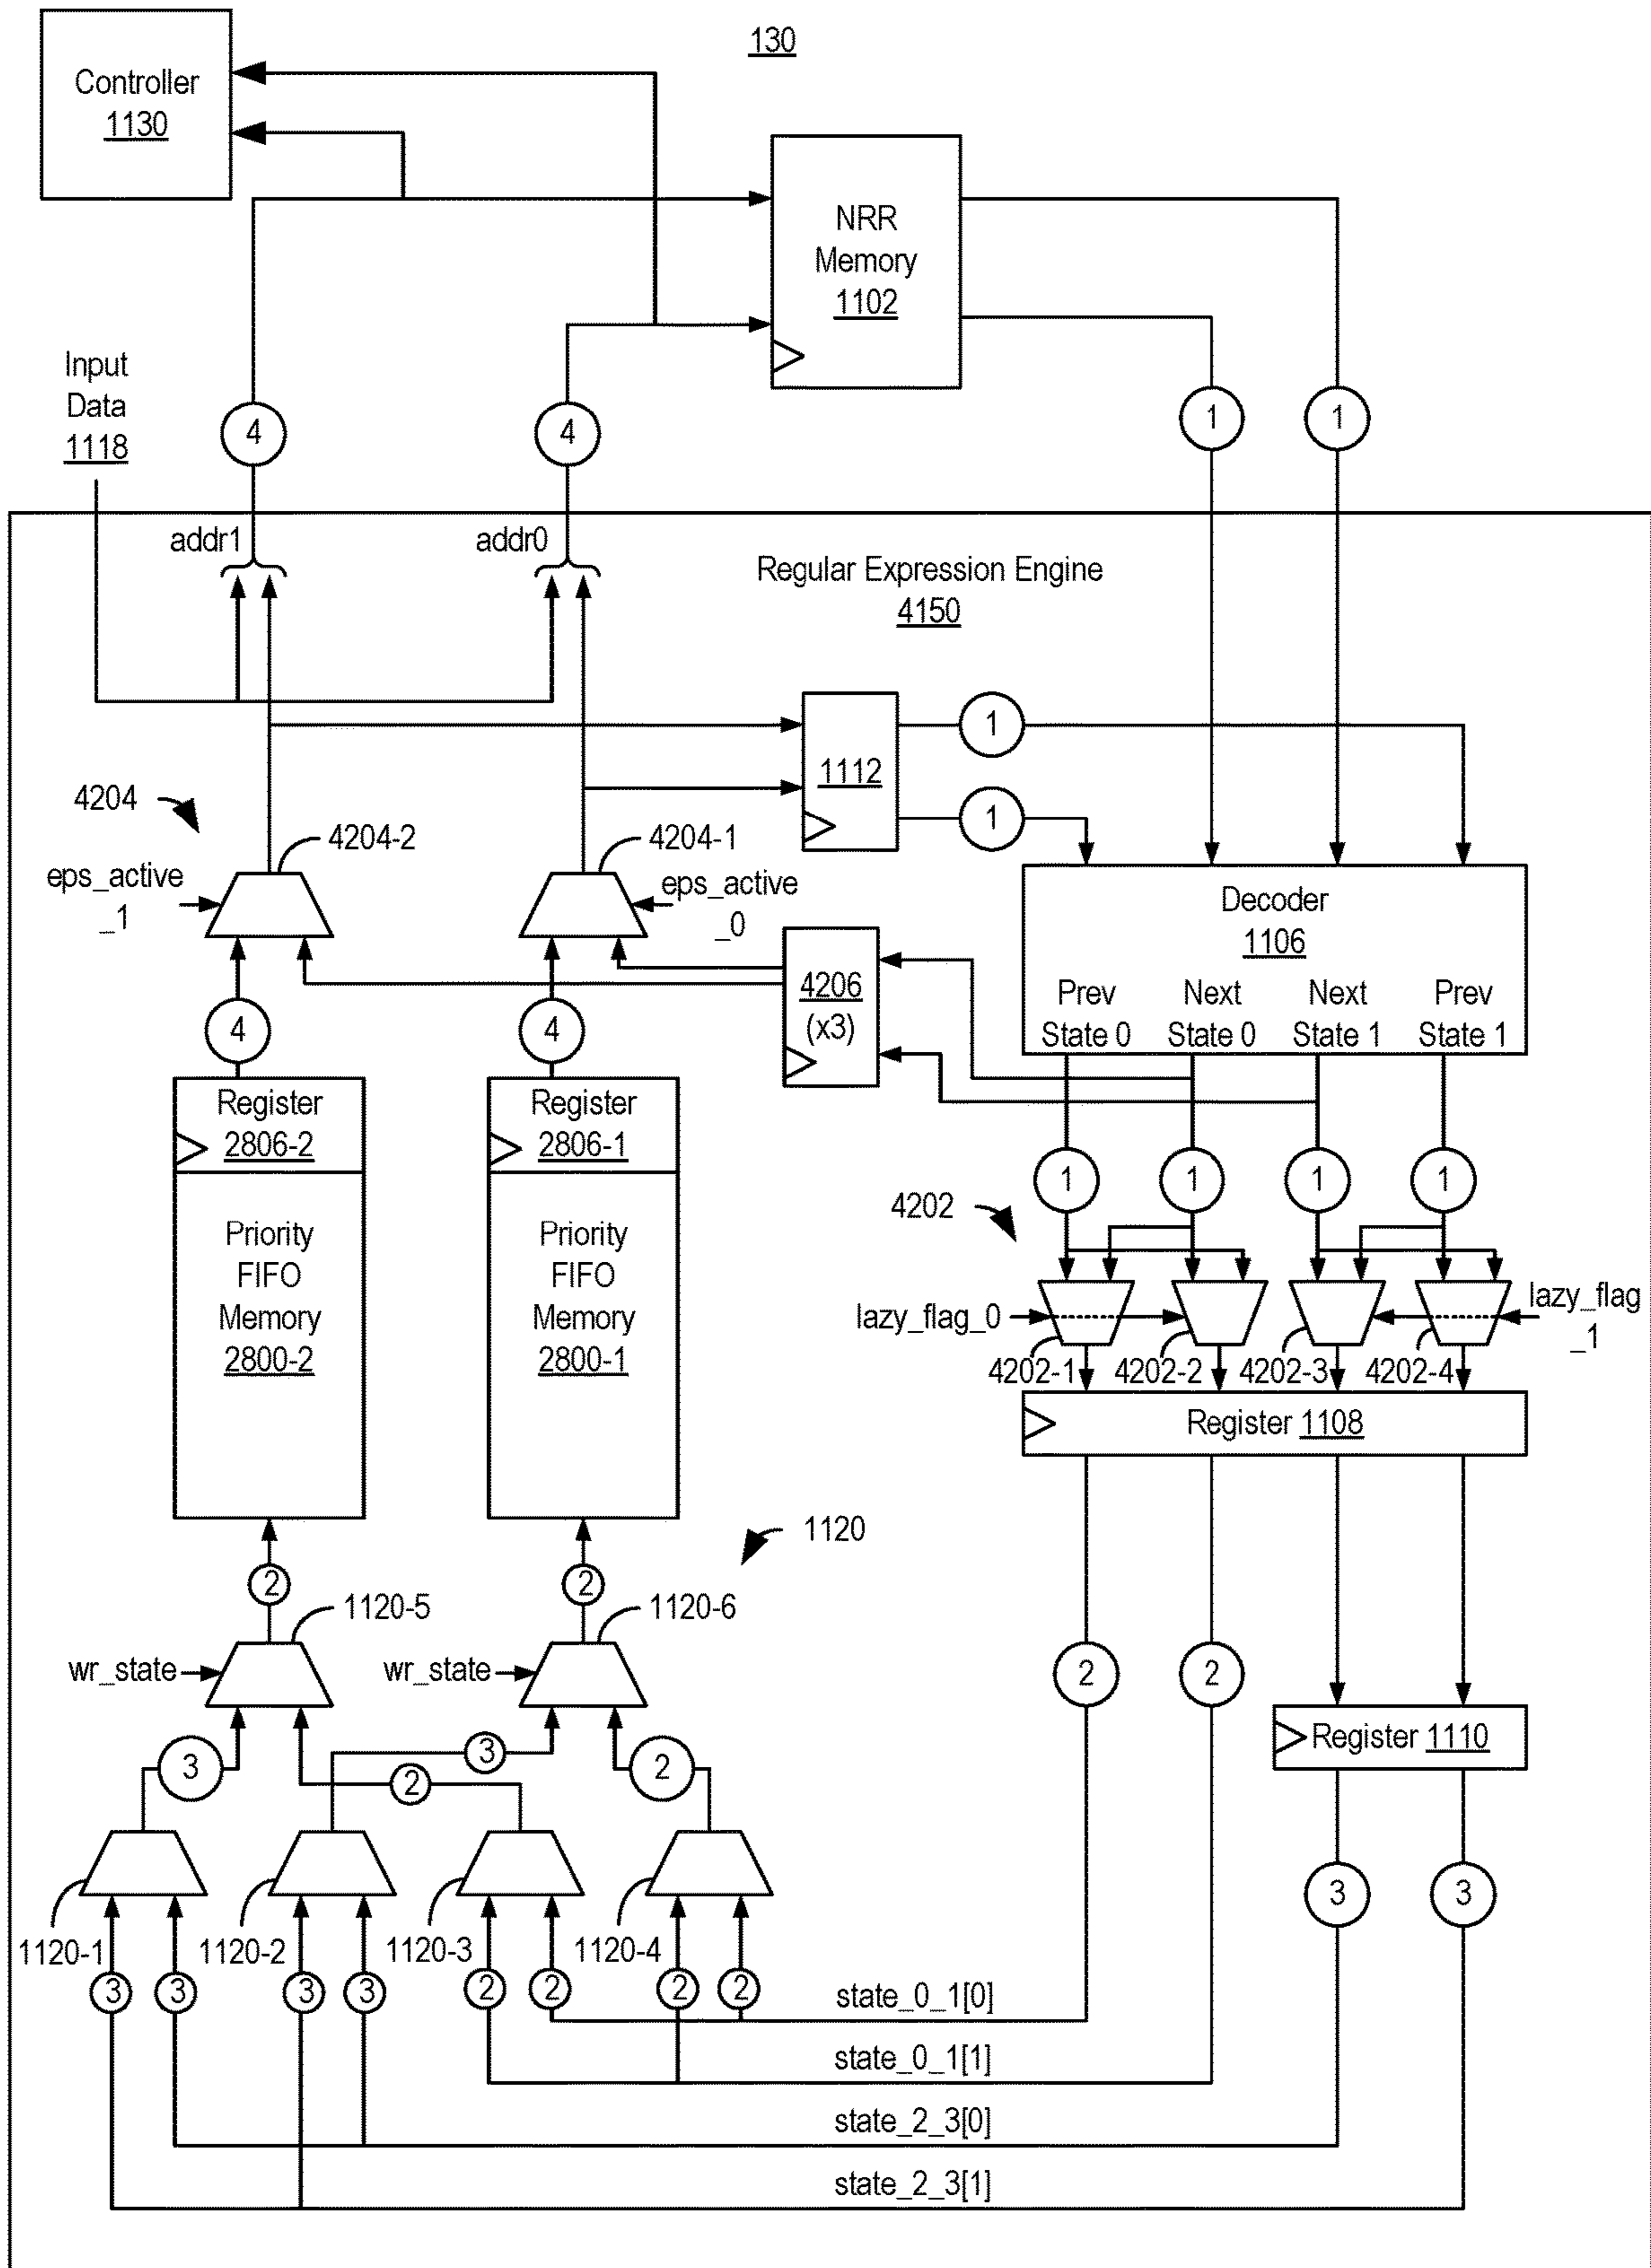 130
Controller
1130
NRR
Memory
1102
Input
Data
1118
4
4
1
1
addr1
addr0
Regular Expression Engine
4150
1
1112
1
4204
4204-2
4204-1
eps_active
_1
eps_active
_0
Decoder
1106
4206
(x3)
Prev
State 0
Next
State 0
Next
State 1
Prev
State 1
4
4
Register
2806-2
Register
2806-1
1
1
1
1
4202
Priority
FIFO
Memory
2800-2
Priority
FIFO
Memory
2800-1
lazy_flag_0
lazy_flag
_1
4202-1
4202-2
4202-3
4202-4
Register 1108
1120
2
2
1120-5
1120-6
wr_state
wr_state
2
2
3
3
2
2
Register 1110
3
3
1120-1
1120-2
1120-3
1120-4
3
3
3
3
2
2
2
2
state_0_1[0]
state_0_1[1]
state_2_3[0]
state_2_3[1]